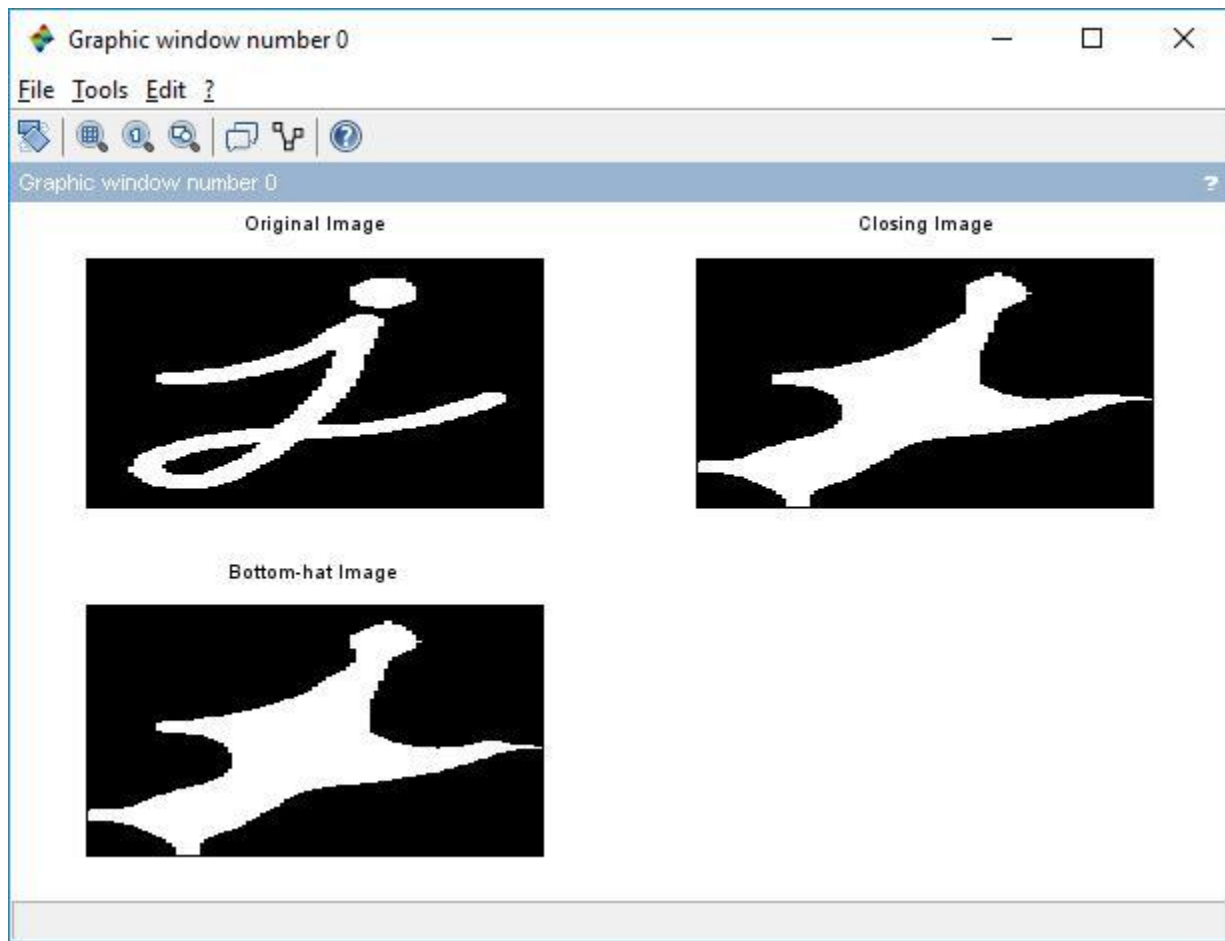 Graphic window number 0
File Tools Edit ?
Graphic window number 0 ?
Original Image Closing Image
j
Bottom-hat Image